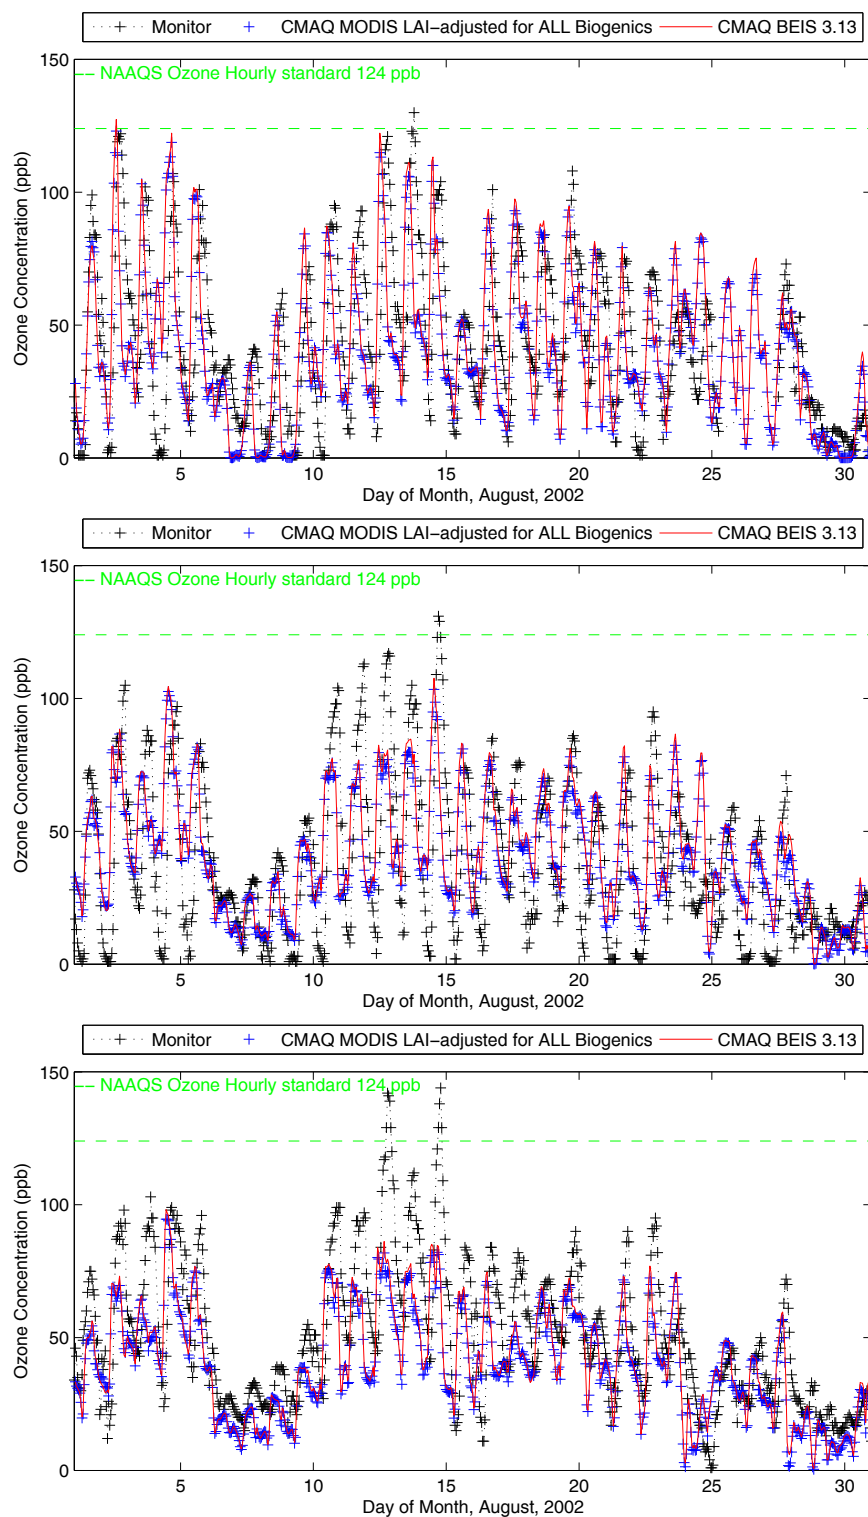 Monitor CMAQ MODIS LAI−adjusted for ALL Biogenics CMAQ BEIS 3.13
150
−− NAAQS Ozone Hourly standard 124 ppb
100
50
0
Ozone Concentration (ppb)
5 10 15 20 25 30
Day of Month, August, 2002
Monitor CMAQ MODIS LAI−adjusted for ALL Biogenics CMAQ BEIS 3.13
150
−− NAAQS Ozone Hourly standard 124 ppb
100
50
0
Ozone Concentration (ppb)
5 10 15 20 25 30
Day of Month, August, 2002
Monitor CMAQ MODIS LAI−adjusted for ALL Biogenics CMAQ BEIS 3.13
150
−− NAAQS Ozone Hourly standard 124 ppb
100
50
0
Ozone Concentration (ppb)
5 10 15 20 25 30
Day of Month, August, 2002